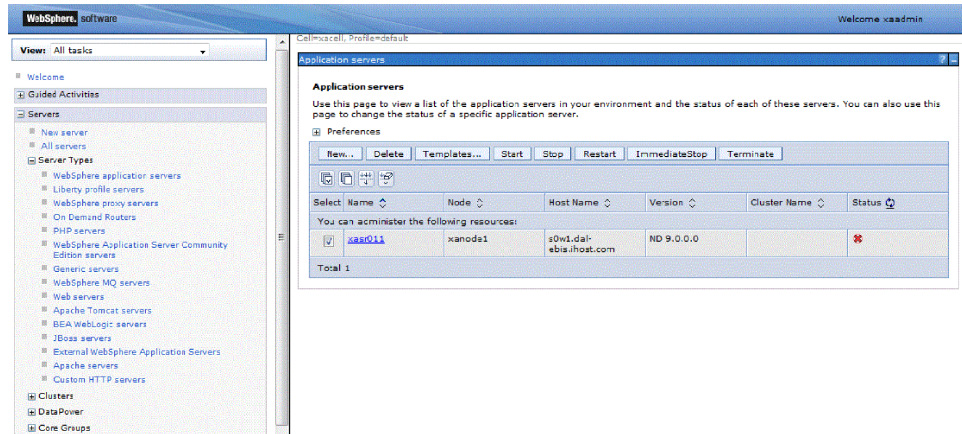 WebSphere. software
Welcome xaadmin
View: All tasks
Welcome
Guided Activities
Servers
New server
All servers
Server Types
WebSphere application servers
Liberty profile servers
WebSphere proxy servers
On Demand Routers
PHP servers
WebSphere Application Server Community
Edition servers
Generic servers
WebSphere MQ servers
Web servers
Apache Tomcat servers
BEA WebLogic servers
JBoss servers
External WebSphere Application Servers
Apache servers
Custom HTTP servers
Clusters
DataPower
Core Groups
Cell=xacell, Profile=default
Application servers
? -
Application servers
Use this page to view a list of the application servers in your environment and the status of each of these servers. You can also use this
page to change the status of a specific application server.
Preferences
New... Delete Templates... Start Stop Restart ImmediateStop Terminate
Select Name Node Host Name Version Cluster Name Status
You can administer the following resources:
xasr011 xanode1 s0w1.dal- ND 9.0.0.0
ebis.ihost.com
Total 1